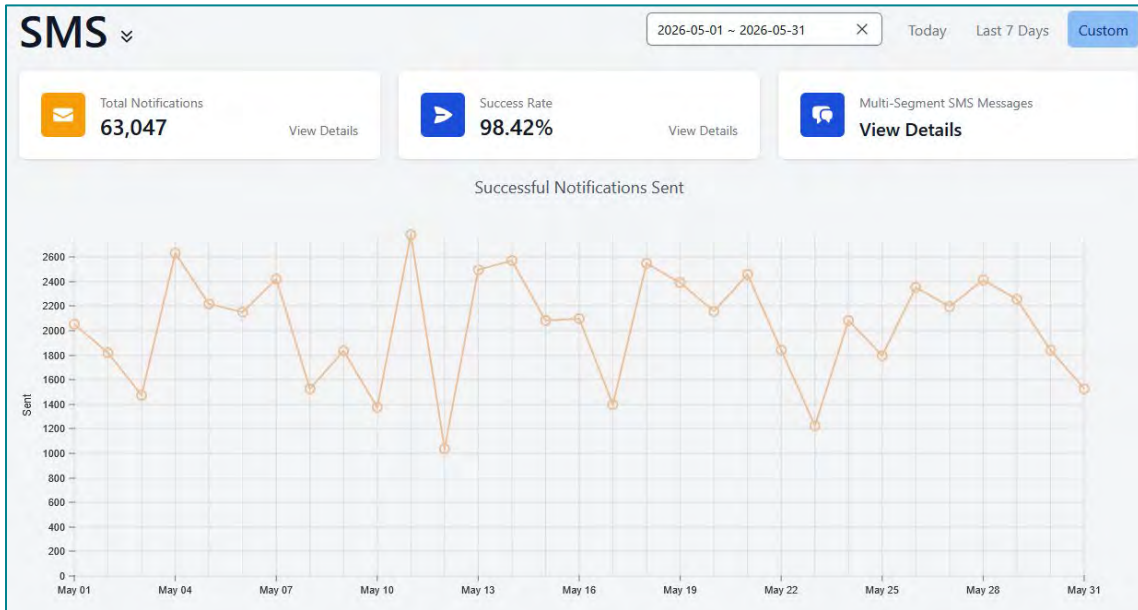 SMS
2026-05-01 ~ 2026-05-31
Today
Last 7 Days
Custom
Total Notifications
63,047
View Details
Success Rate
98.42%
View Details
Multi-Segment SMS Messages
View Details
Successful Notifications Sent
Sent
2600
2400
2200
2000
1800
1600
1400
1200
1000
800
600
400
200
0
May 01
May 04
May 07
May 10
May 13
May 16
May 19
May 22
May 25
May 28
May 31